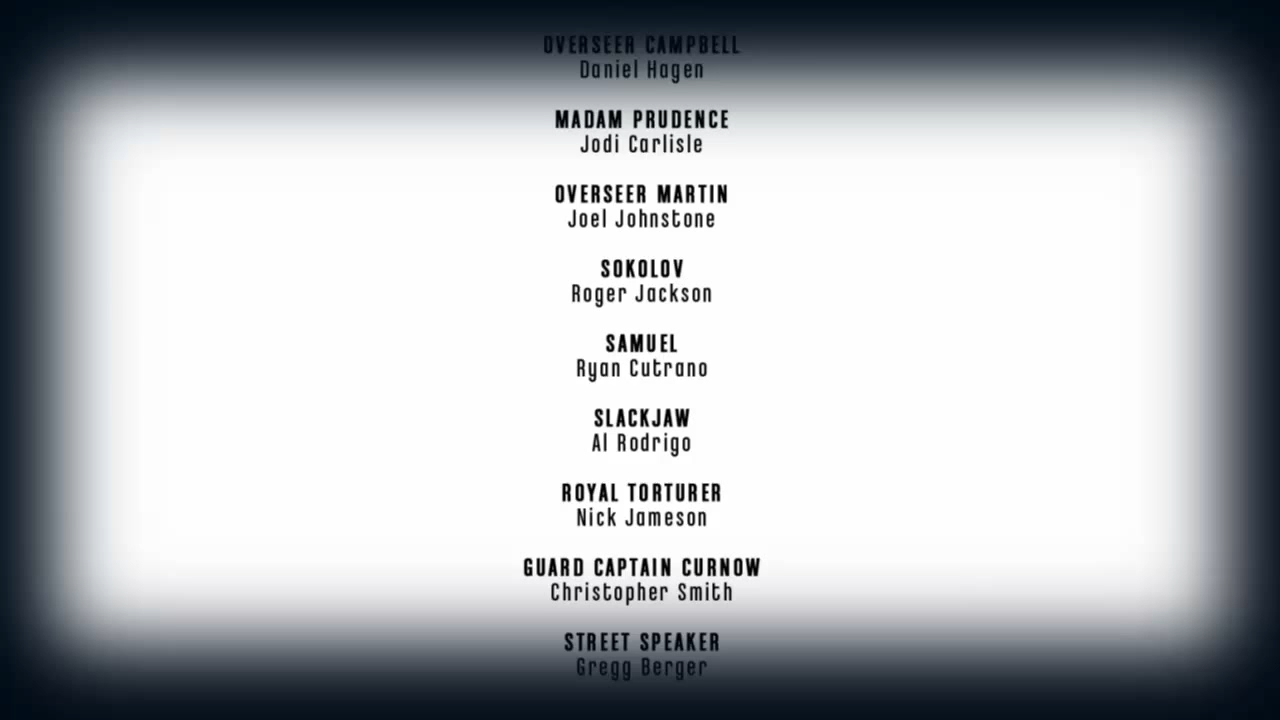 OVERSEER CAMPBELL
Daniel Hagen
MADAM PRUDENCE
Jodi Carlisle
OVERSEER MARTIN
Joel Johnstone
SOKOLOV
Roger Jackson
SAMUEL
Ryan Cutrano
SLACKJAW
Al Rodrigo
ROYAL TORTURER
Nick Jameson
GUARD CAPTAIN CURNOW
Christopher Smith
STREET SPEAKER
Gregg Berger